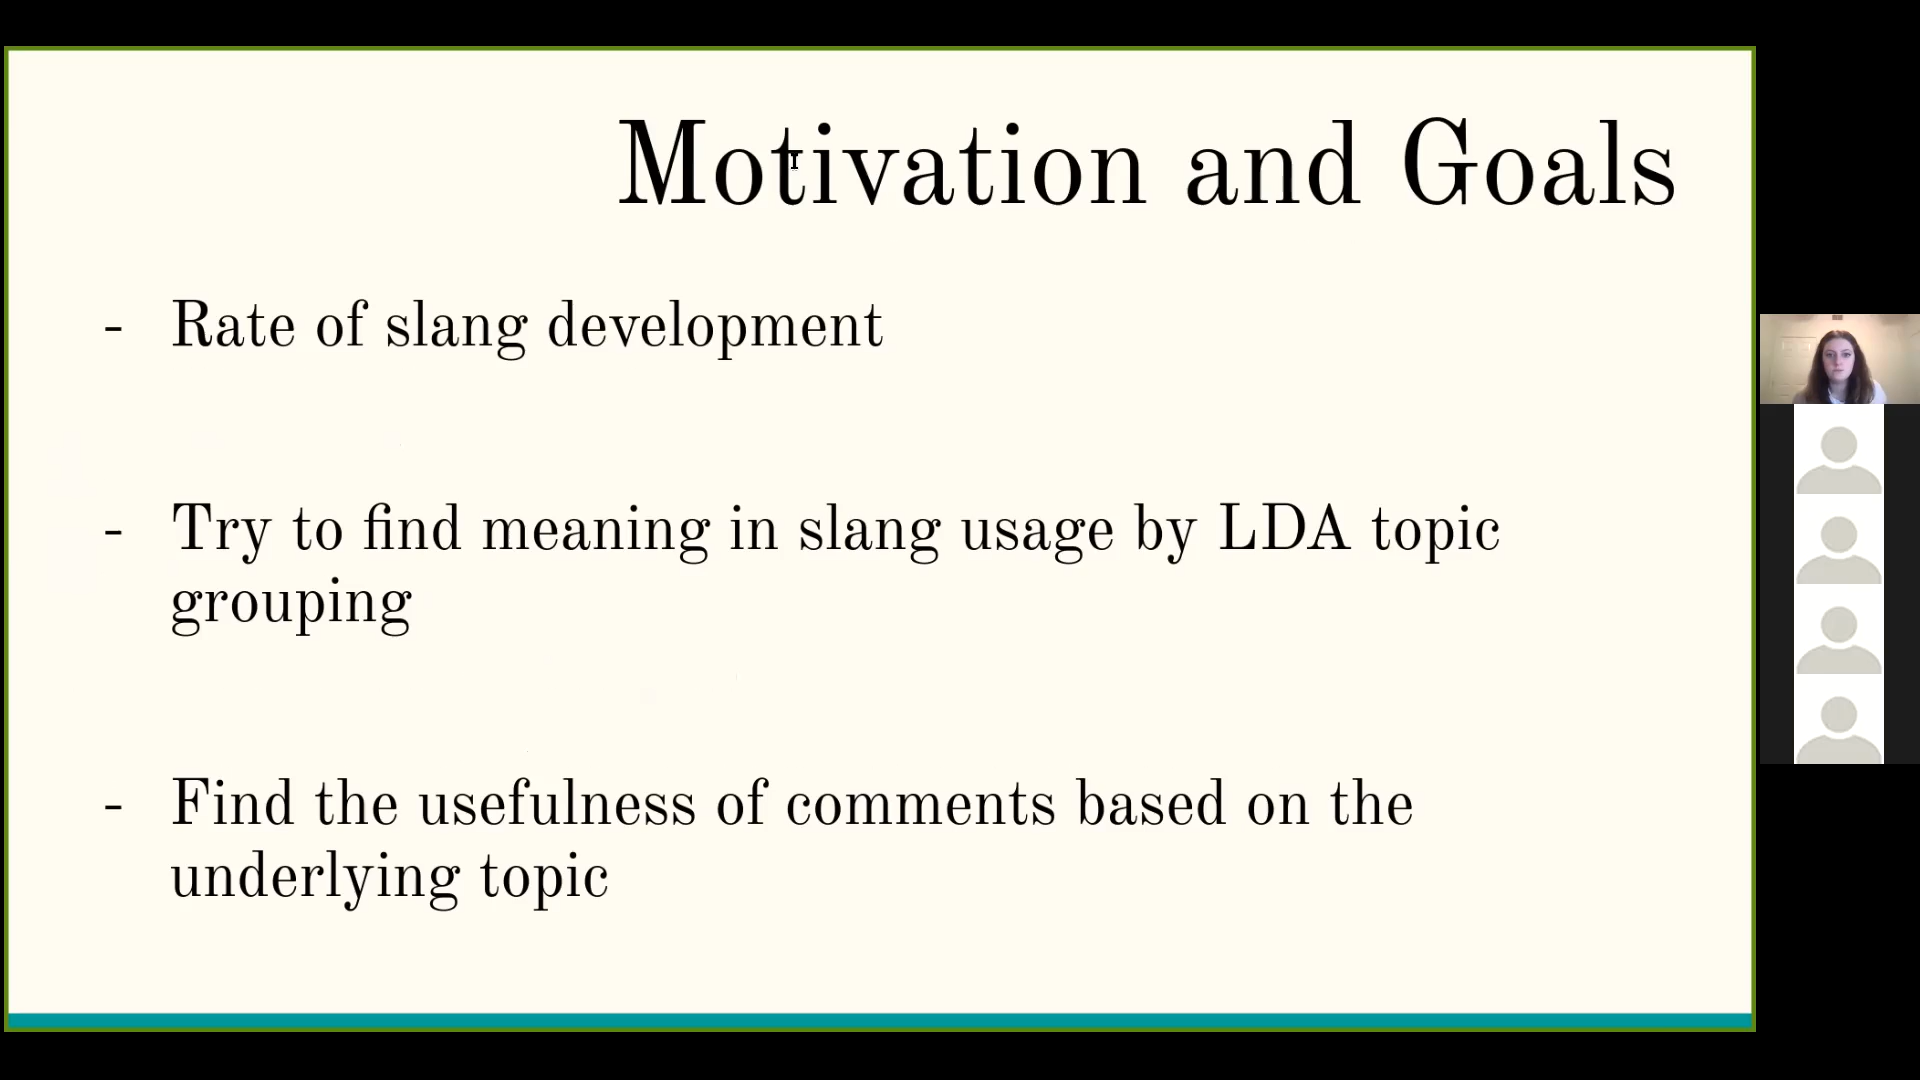 Motivation and Goals
- Rate of slang development
- Try to find meaning in slang usage by LDA topic
grouping
- Find the usefulness of comments based on the
underlying topic